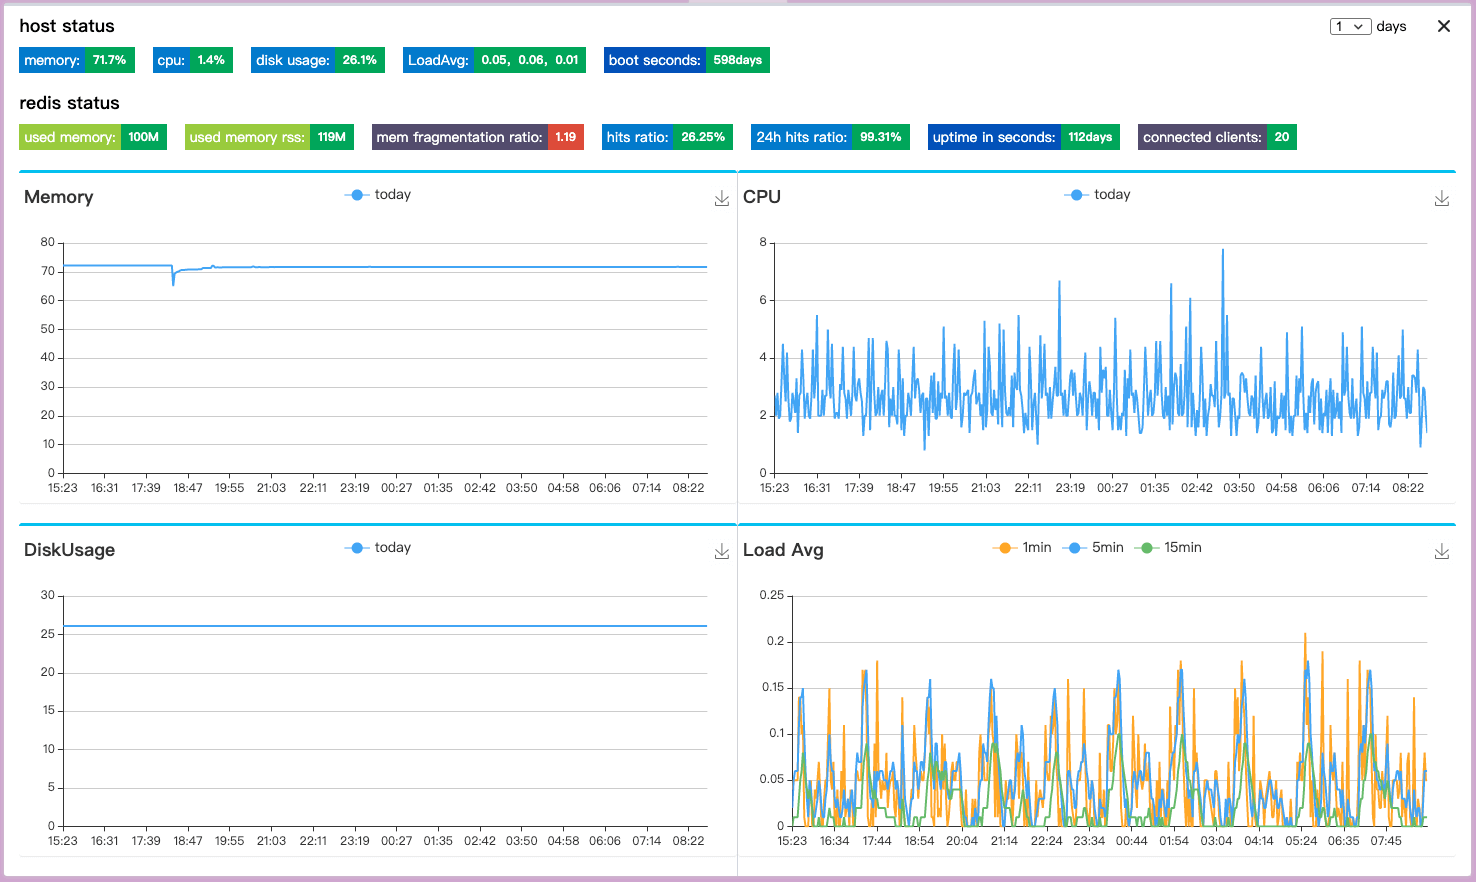 host status
1 days
memory: 71.7% cpu: 1.4% disk usage: 26.1% LoadAvg: 0.05, 0.06, 0.01 boot seconds: 598days
redis status
used memory: 100M used memory rss: 119M mem fragmentation ratio: 1.19 hits ratio: 26.25% 24h hits ratio: 99.31% uptime in seconds: 112days connected clients: 20
Memory
today
80
70
60
50
40
30
20
10
0
15:23 16:31 17:39 18:47 19:55 21:03 22:11 23:19 00:27 01:35 02:42 03:50 04:58 06:06 07:14 08:22
CPU
today
8
6
4
2
0
15:23 16:31 17:39 18:47 19:55 21:03 22:11 23:19 00:27 01:35 02:42 03:50 04:58 06:06 07:14 08:22
DiskUsage
today
30
25
20
15
10
5
0
15:23 16:31 17:39 18:47 19:55 21:03 22:11 23:19 00:27 01:35 02:42 03:50 04:58 06:06 07:14 08:22
Load Avg
1min 5min 15min
0.25
0.2
0.15
0.1
0.05
0
15:23 16:34 17:44 18:54 20:04 21:14 22:24 23:34 00:44 01:54 03:04 04:14 05:24 06:35 07:45